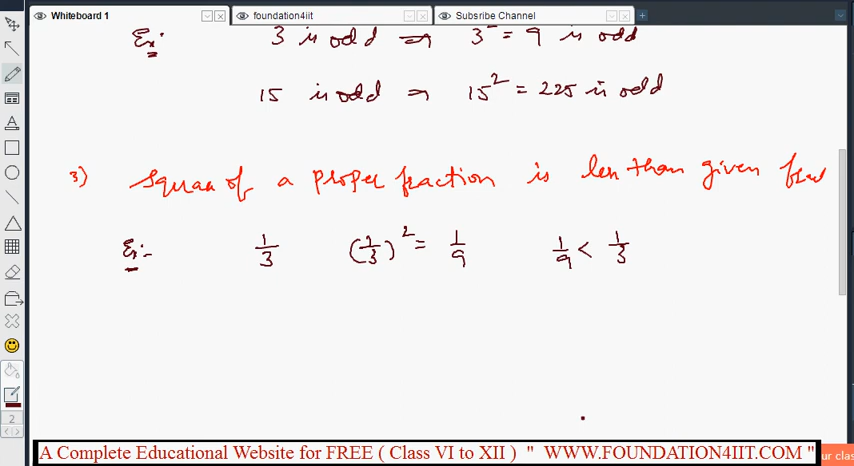 Whiteboard 1 foundation4iit Subsribe Channel
Ex:- 3 is odd ⇒ 3² = 9 is odd
15 is odd ⇒ 15² = 225 is odd
3) Square of a proper fraction is less than given
Ex:- 1/3 (1/3)² = 1/9 1/9 < 1/3
2
A Complete Educational Website for FREE ( Class VI to XII ) " WWW.FOUNDATION4IIT.COM "